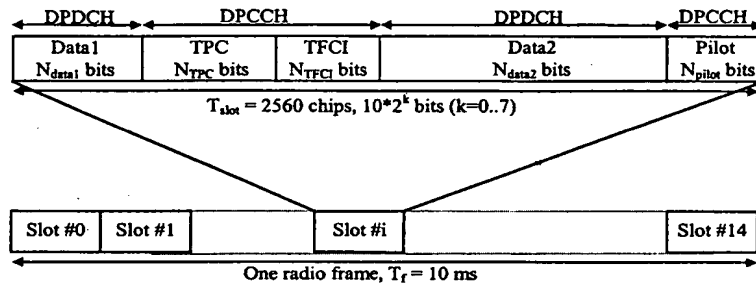 DPDCH DPCCH DPDCH DPCCH
Data1 TPC TFCI Data2 Pilot
N_data1 bits N_TPC bits N_TFCI bits N_data2 bits N_pilot bits
T_slot = 2560 chips, 10*2^k bits (k=0..7)
Slot #0 Slot #1 Slot #i Slot #14
One radio frame, T_f = 10 ms